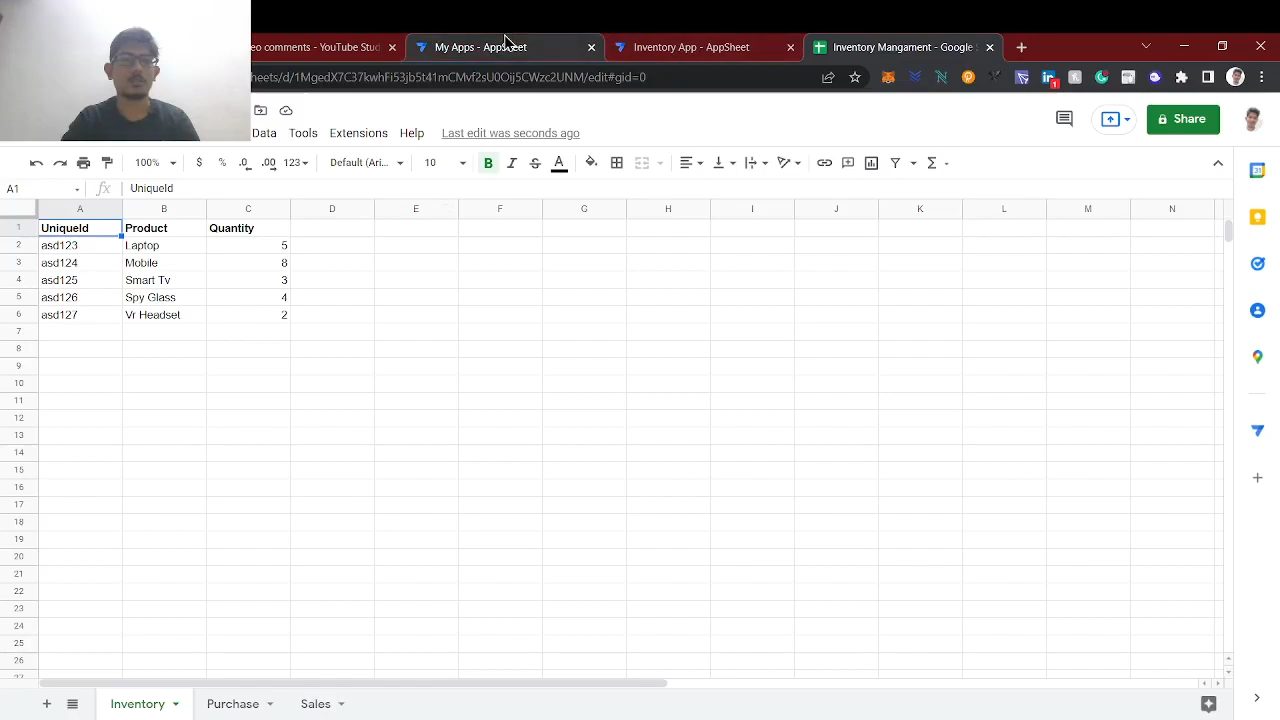 eo comments - YouTube Stud
My Apps - AppSheet
Inventory App - AppSheet
Inventory Mangament - Google
eets/d/1MgedX7C37kwhFi53jb5t41mCMvf2sU0Oij5CWzc2UNM/edit#gid=0
1
Data Tools Extensions Help Last edit was seconds ago
Share
100% $ % .0 .00 123 Default (Ari... 10 B I S A
A1 fx UniqueId
A B C D E F G H I J K L M N
1 UniqueId Product Quantity
2 asd123 Laptop 5
3 asd124 Mobile 8
4 asd125 Smart Tv 3
5 asd126 Spy Glass 4
6 asd127 Vr Headset 2
7
8
9
10
11
12
13
14
15
16
17
18
19
20
21
22
23
24
25
26
Inventory Purchase Sales